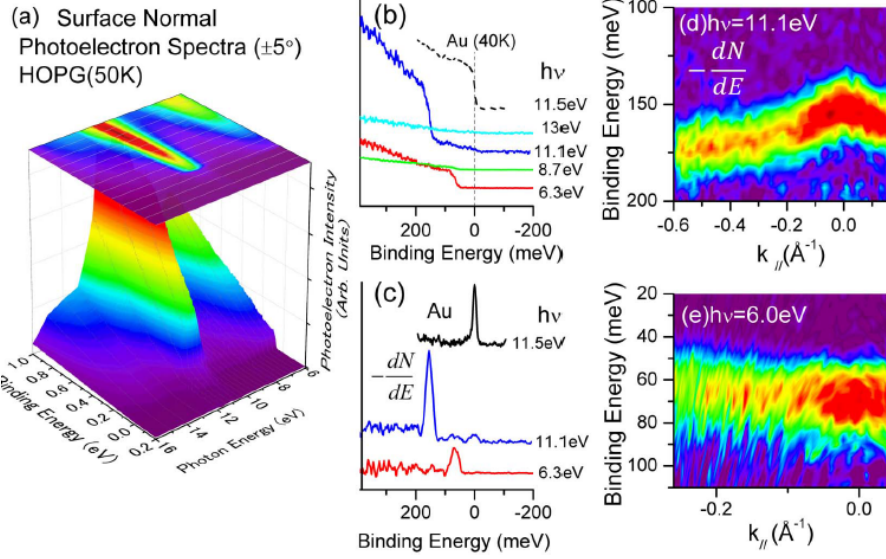 (a) Surface Normal
Photoelectron Spectra (±5°)
HOPG(50K)
Photoelectron Intensity
(Arb. Units)
1.0 0.8 0.6 0.4 0.2 0.0 0.2
Binding Energy (eV)
16 14 12 10 8 6
Photon Energy (eV)
(b)
Au (40K)
hν
11.5eV
13eV
11.1eV
8.7eV
6.3eV
200 0 -200
Binding Energy (meV)
(c)
Au
hν
11.5eV
−dN/dE
11.1eV
6.3eV
200 0 -200
Binding Energy (meV)
(d)hν=11.1eV
−dN/dE
100
150
200
Binding Energy (meV)
-0.6 -0.4 -0.2 -0.0
k//(Å-1)
(e)hν=6.0eV
20
40
60
80
100
Binding Energy (meV)
-0.2 0.0
k//(Å-1)